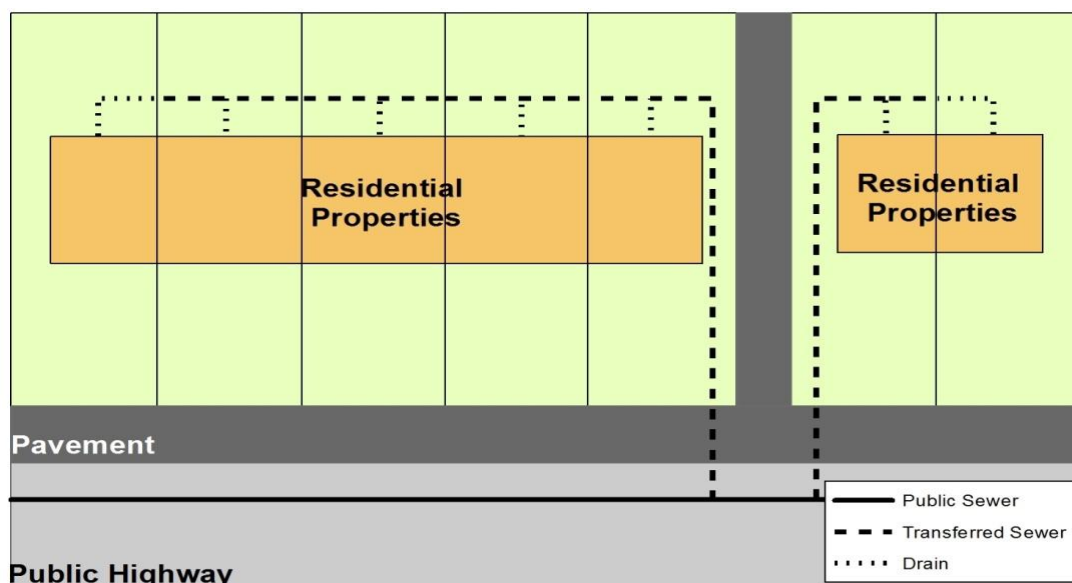 Residential
Properties
Residential
Properties
Pavement
Public Highway
Public Sewer
Transferred Sewer
Drain